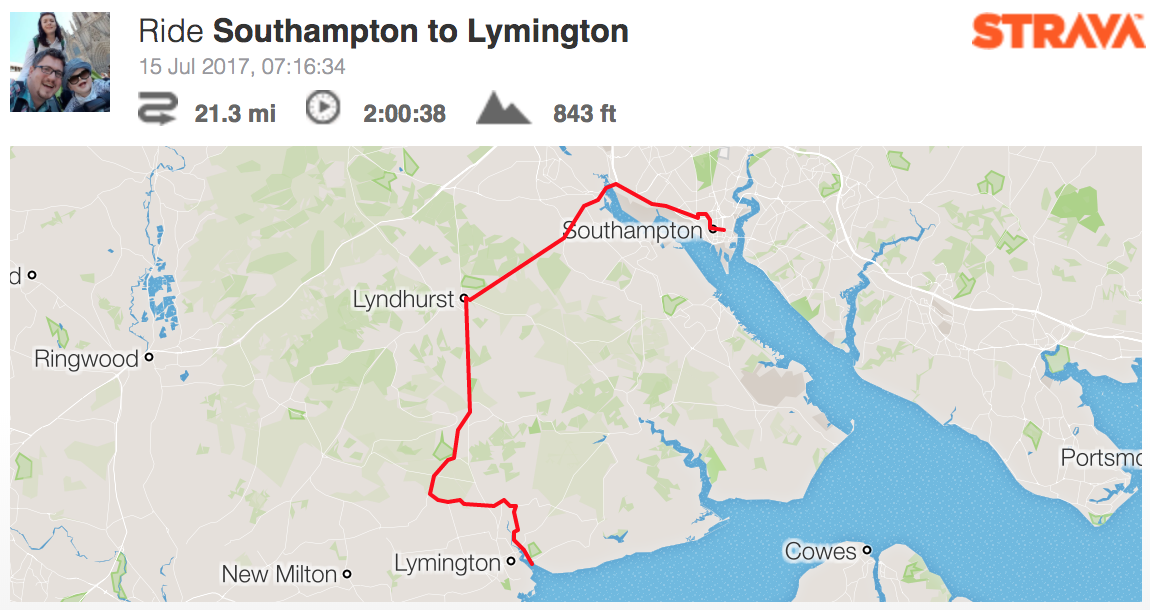 Ride Southampton to Lymington
STRAVA
15 Jul 2017, 07:16:34
21.3 mi 2:00:38 843 ft
Southampton
d
Lyndhurst
Ringwood
Portsmo
Cowes
Lymington
New Milton